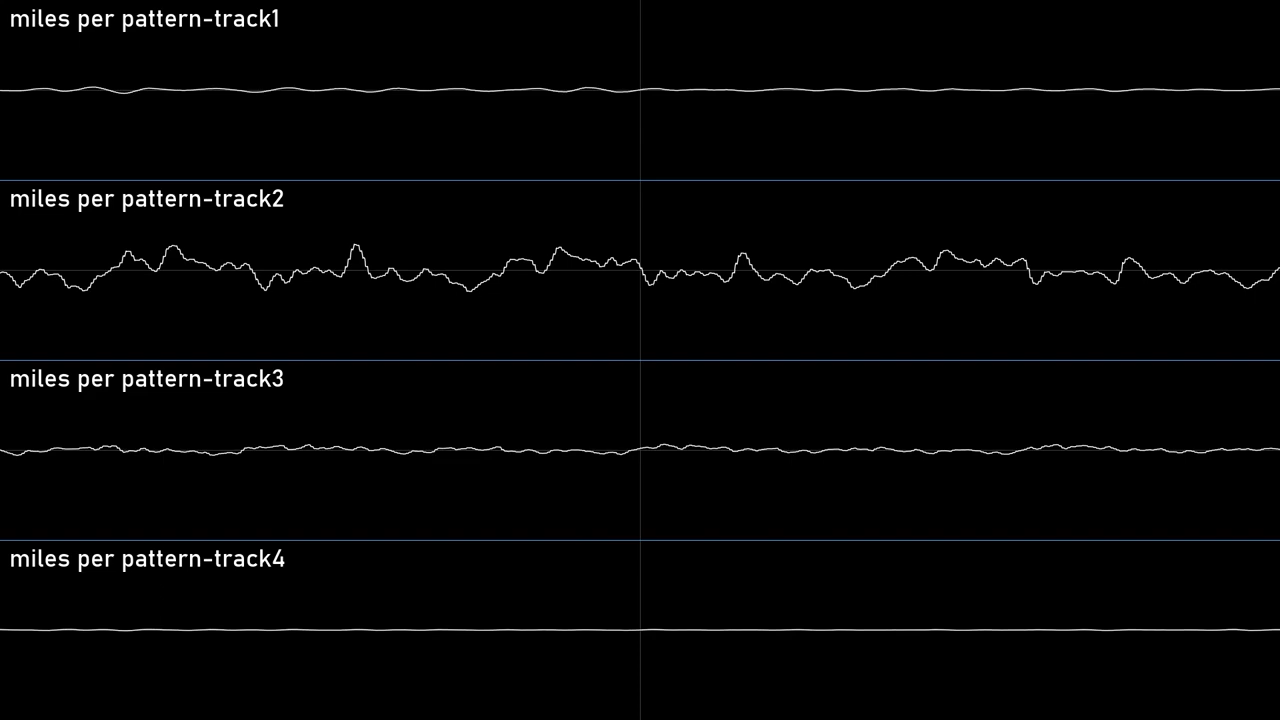 miles per pattern-track1
miles per pattern-track2
miles per pattern-track3
miles per pattern-track4